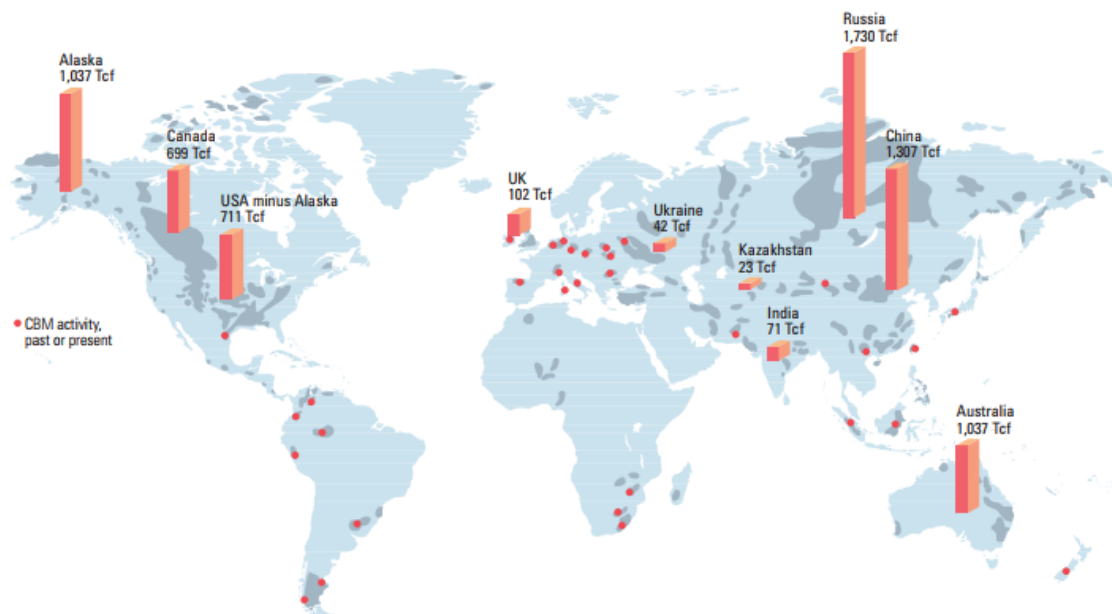 Russia
1,730 Tcf
Alaska
1,037 Tcf
Canada
699 Tcf
China
1,307 Tcf
USA minus Alaska
711 Tcf
UK
102 Tcf
Ukraine
42 Tcf
Kazakhstan
23 Tcf
India
71 Tcf
CBM activity,
past or present
Australia
1,037 Tcf